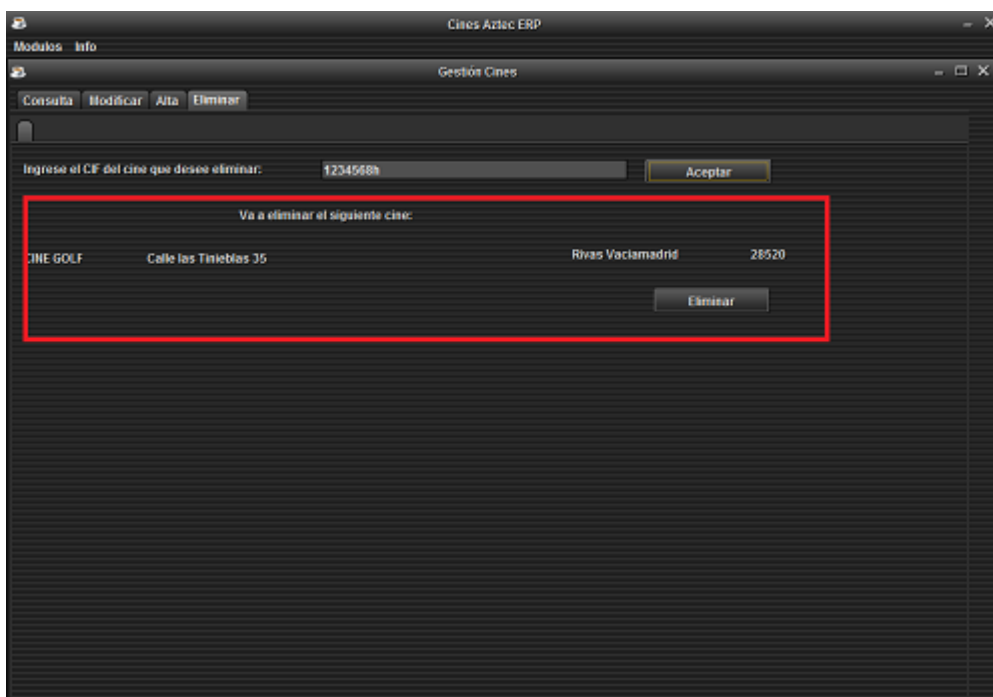 Cines Aztec ERP
Modulos Info
Gestión Cines
Consulta Modificar Alta Eliminar
Ingrese el CIF del cine que desee eliminar: 1234568h Aceptar
Va a eliminar el siguiente cine:
CINE GOLF Calle las Tinieblas 35 Rivas Vaciamadrid 28520
Eliminar